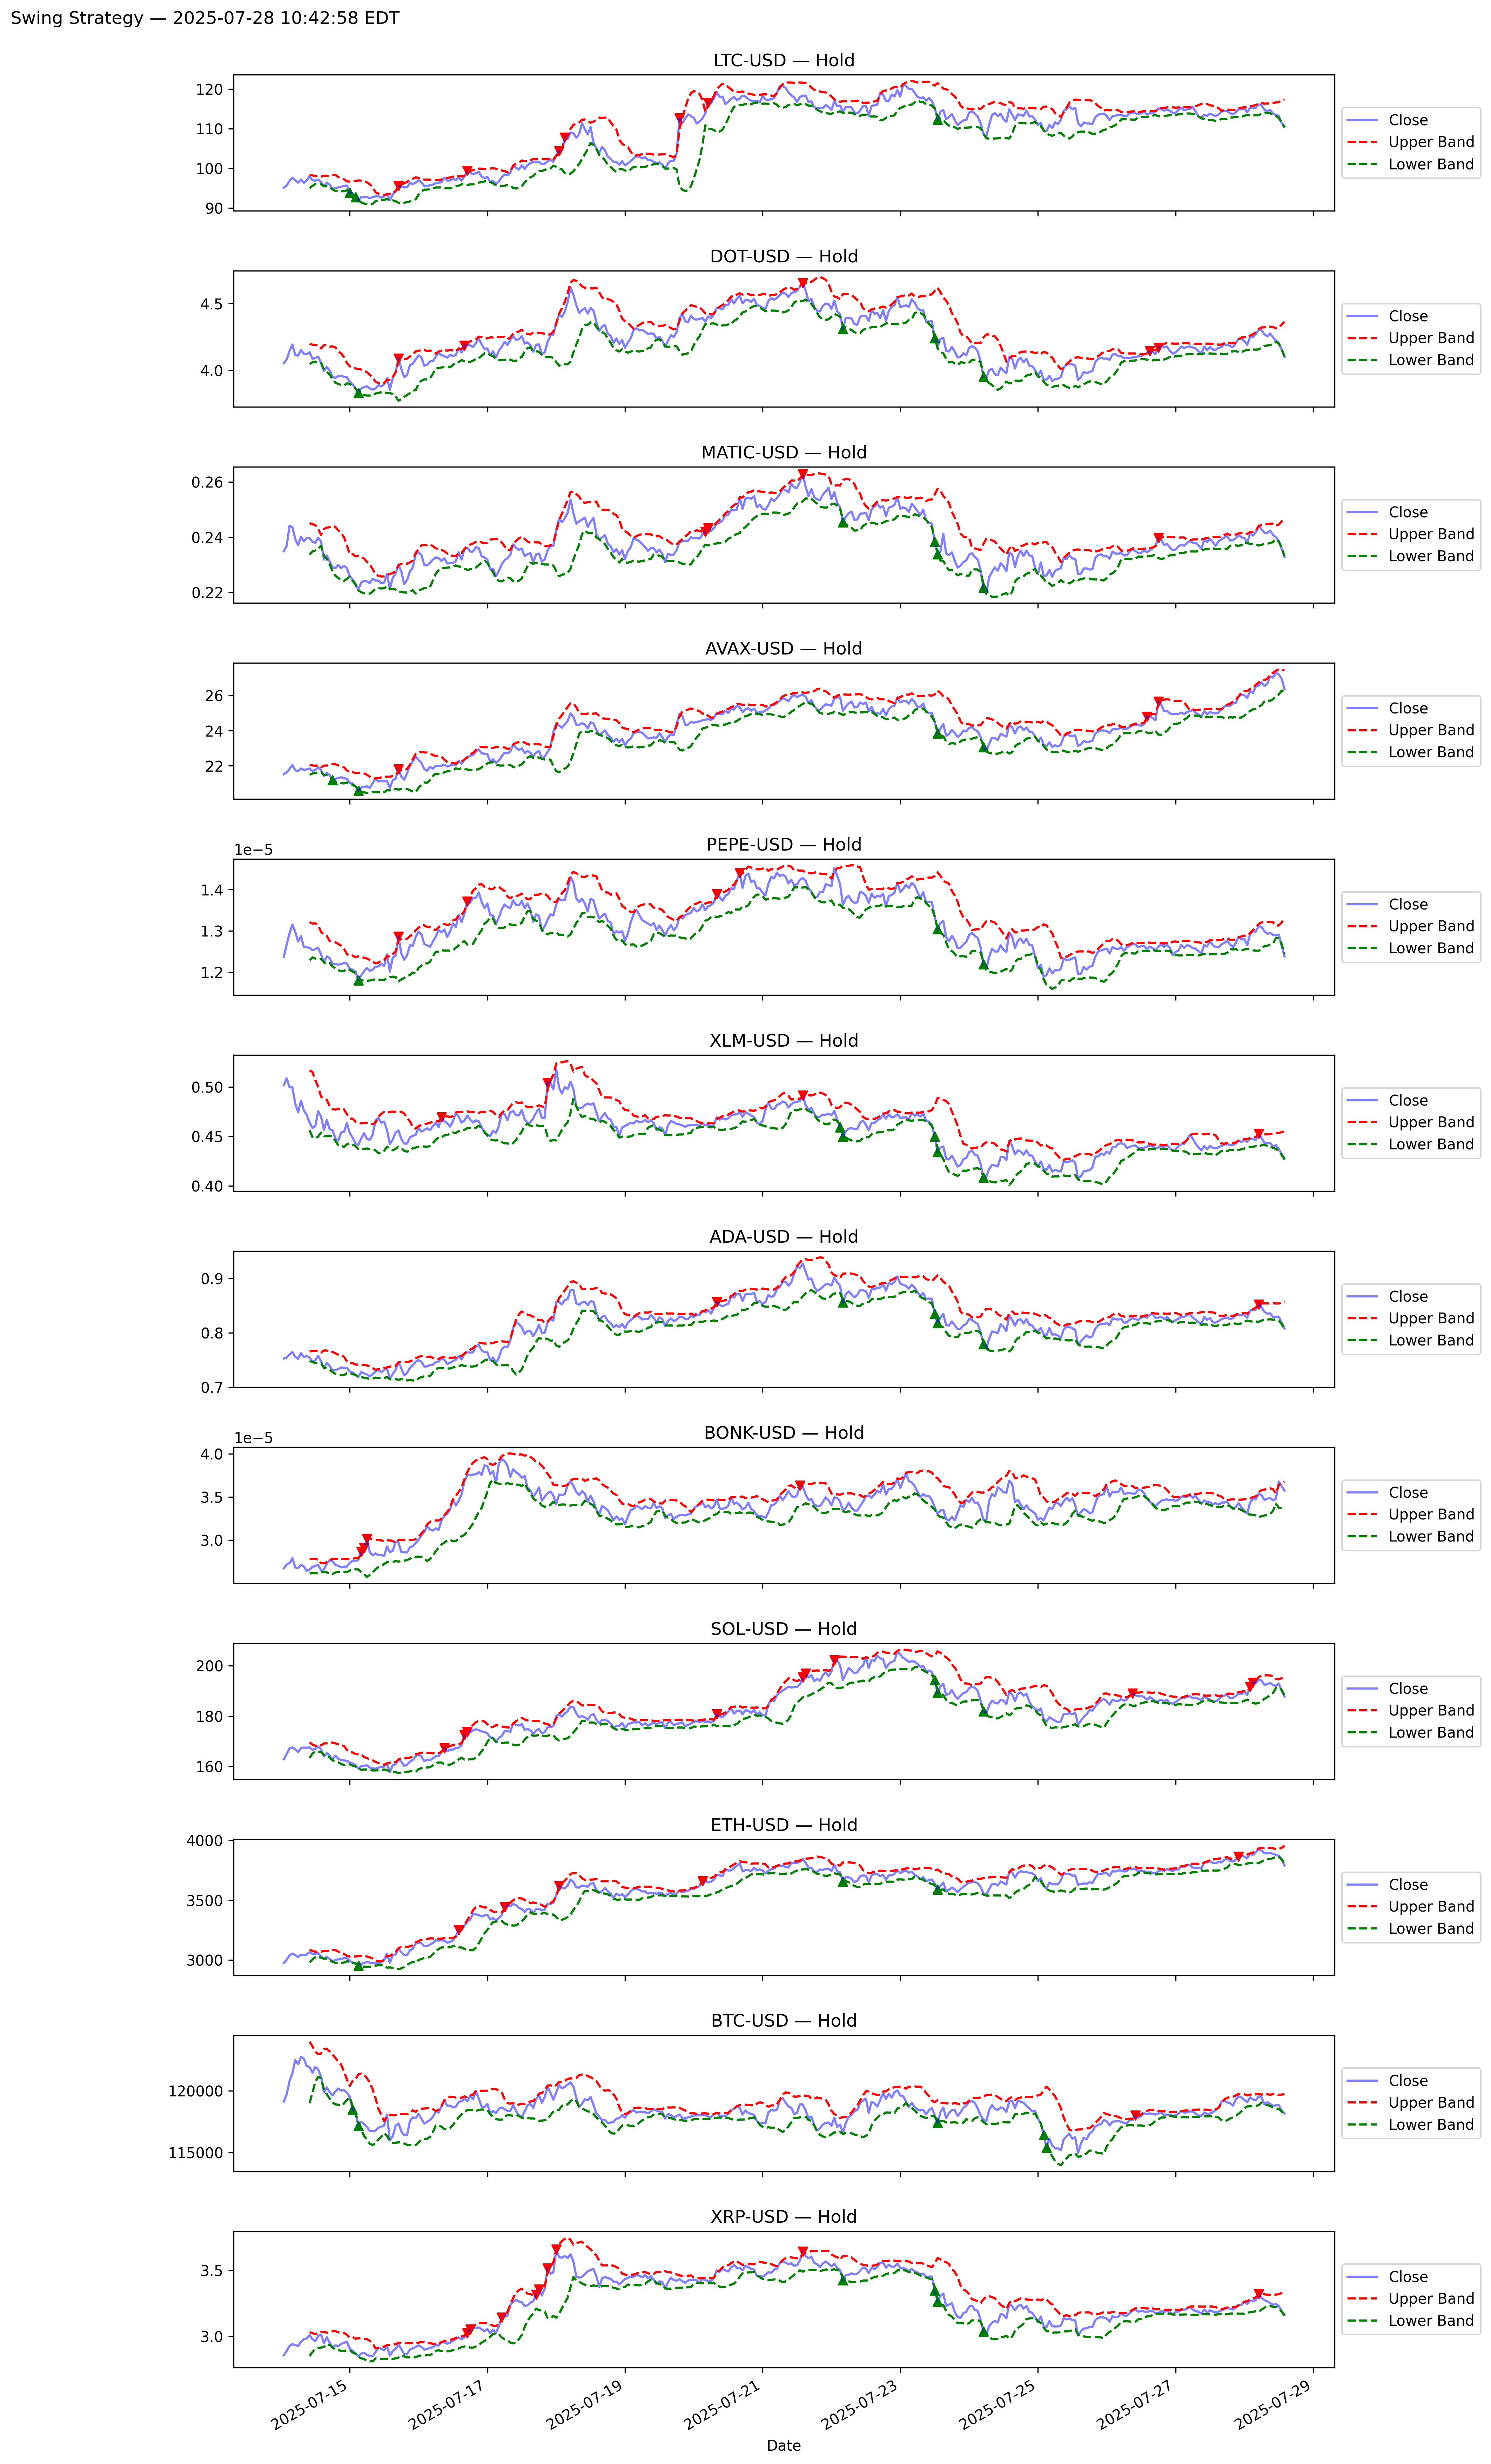 Swing Strategy — 2025-07-28 10:42:58 EDT
LTC-USD — Hold
120
110
100
90
Close
Upper Band
Lower Band
DOT-USD — Hold
4.5
4.0
Close
Upper Band
Lower Band
MATIC-USD — Hold
0.26
0.24
0.22
Close
Upper Band
Lower Band
AVAX-USD — Hold
26
24
22
Close
Upper Band
Lower Band
PEPE-USD — Hold
1e−5
1.4
1.3
1.2
Close
Upper Band
Lower Band
XLM-USD — Hold
0.50
0.45
0.40
Close
Upper Band
Lower Band
ADA-USD — Hold
0.9
0.8
0.7
Close
Upper Band
Lower Band
BONK-USD — Hold
1e−5
4.0
3.5
3.0
Close
Upper Band
Lower Band
SOL-USD — Hold
200
180
160
Close
Upper Band
Lower Band
ETH-USD — Hold
4000
3500
3000
Close
Upper Band
Lower Band
BTC-USD — Hold
120000
115000
Close
Upper Band
Lower Band
XRP-USD — Hold
3.5
3.0
Close
Upper Band
Lower Band
2025-07-15
2025-07-17
2025-07-19
2025-07-21
2025-07-23
2025-07-25
2025-07-27
2025-07-29
Date